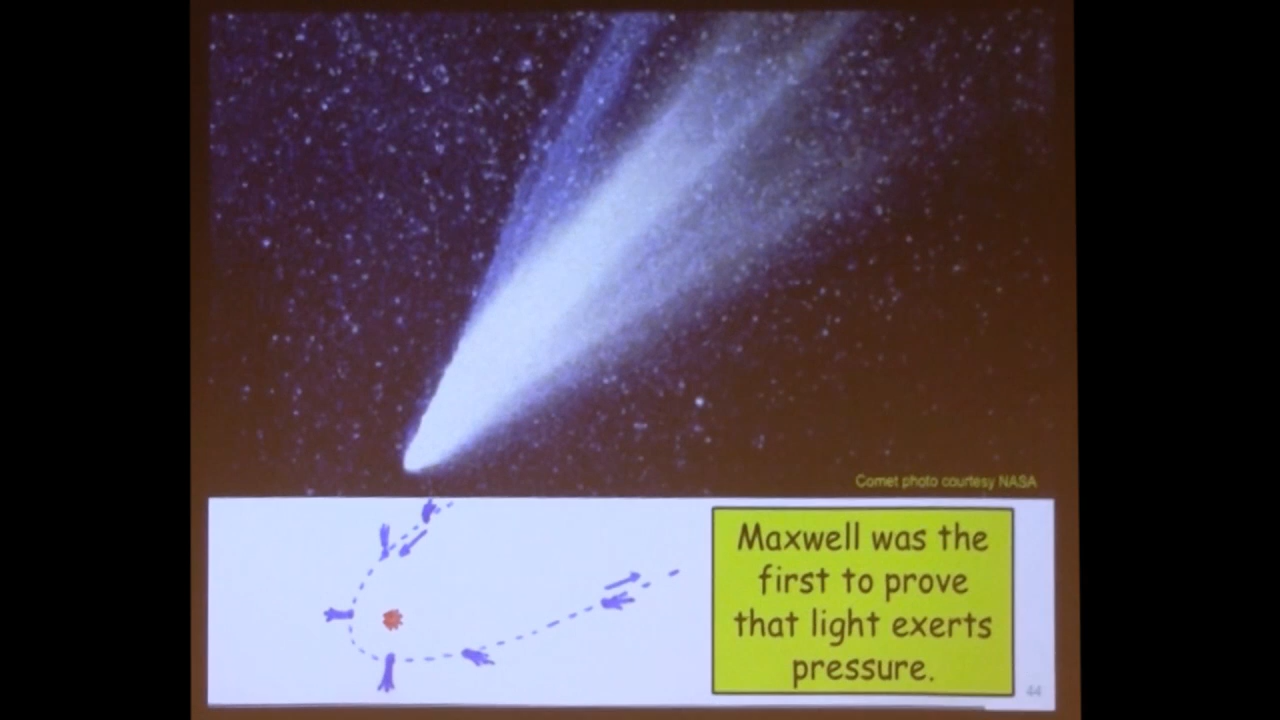 Comet photo courtesy NASA
Maxwell was the
first to prove
that light exerts
pressure.
44